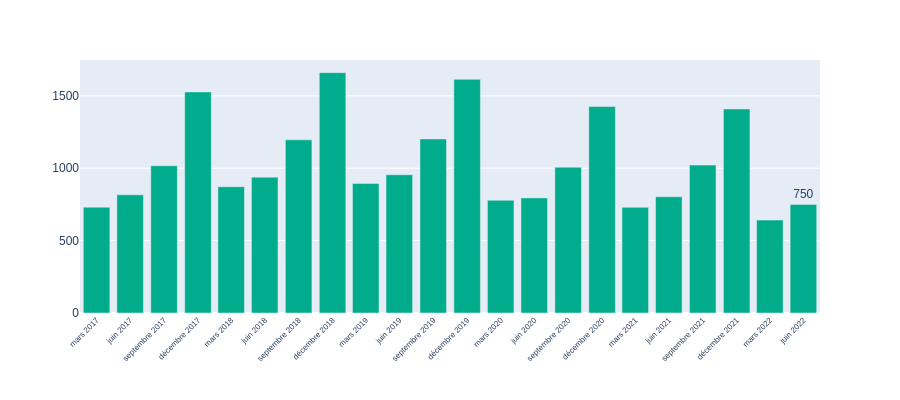 1500
1000
500
0
750
mars 2017
juin 2017
septembre 2017
décembre 2017
mars 2018
juin 2018
septembre 2018
décembre 2018
mars 2019
juin 2019
septembre 2019
décembre 2019
mars 2020
juin 2020
septembre 2020
décembre 2020
mars 2021
juin 2021
septembre 2021
décembre 2021
mars 2022
juin 2022